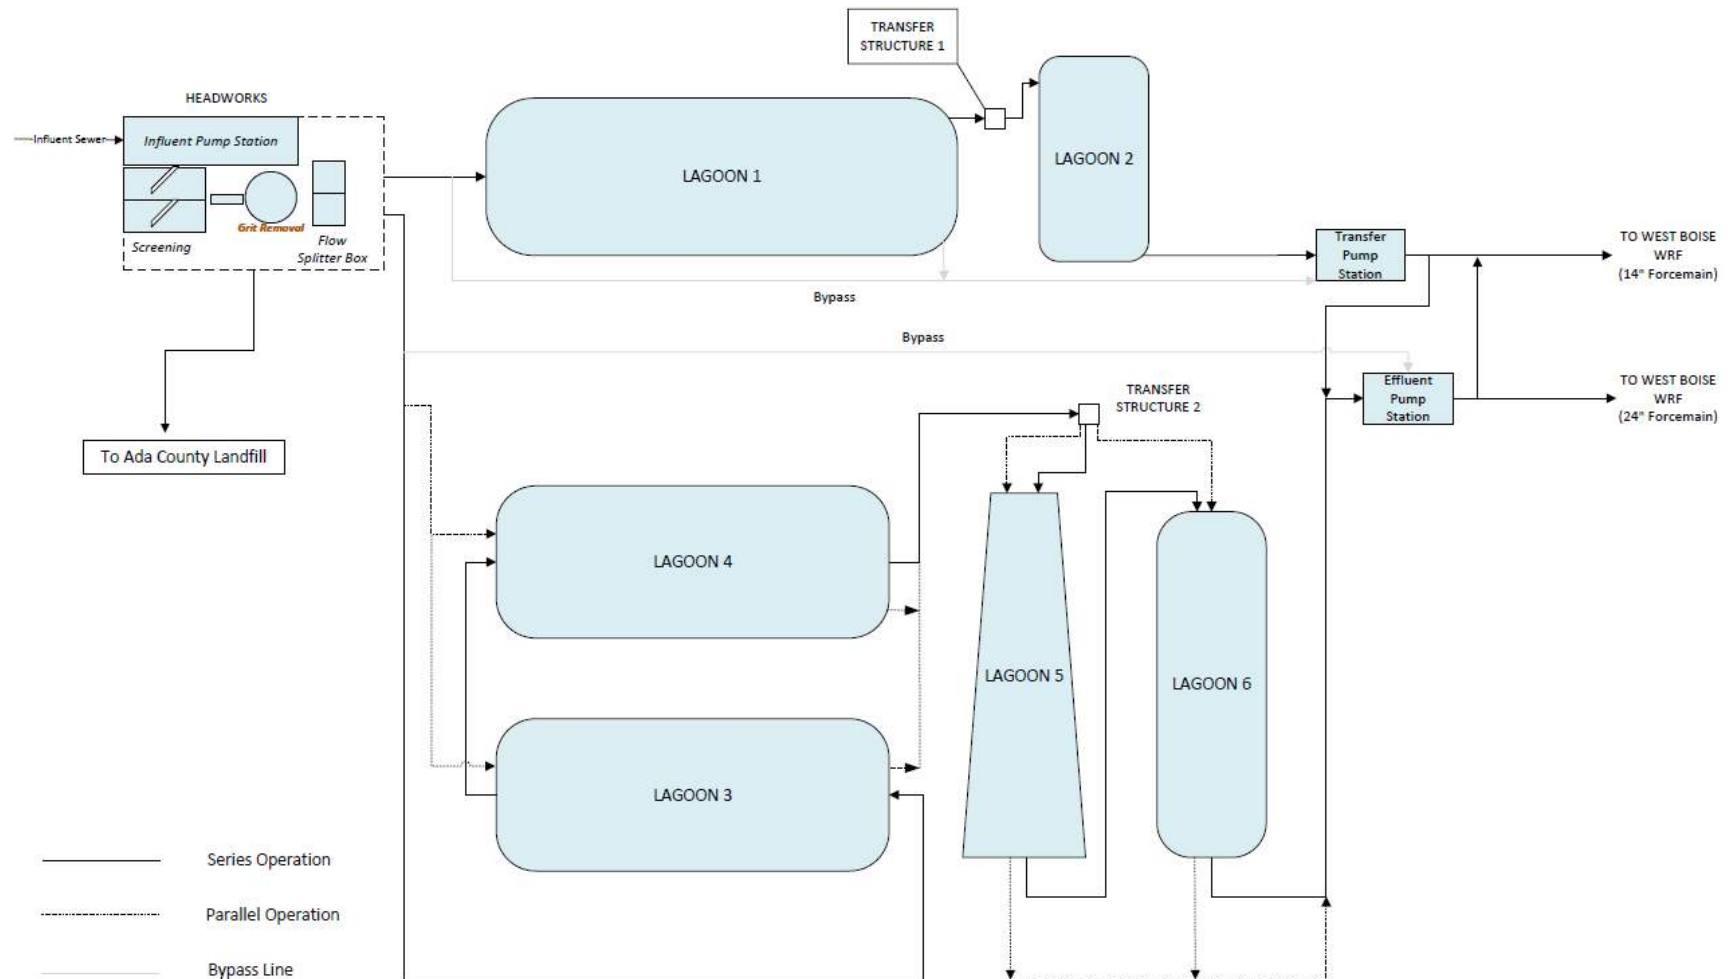 TRANSFER
STRUCTURE 1
HEADWORKS
Influent Sewer
Influent Pump Station
Grit Removal
Screening
Flow
Splitter Box
LAGOON 1
LAGOON 2
Transfer
Pump
Station
TO WEST BOISE
WRF
(14" Forcemain)
Bypass
Bypass
TRANSFER
STRUCTURE 2
Effluent
Pump
Station
TO WEST BOISE
WRF
(24" Forcemain)
To Ada County Landfill
LAGOON 4
LAGOON 5
LAGOON 6
LAGOON 3
Series Operation
Parallel Operation
Bypass Line